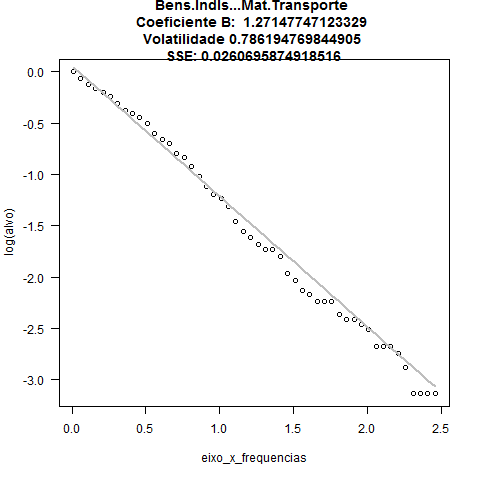 Bens.Indis...Mat.Transporte
Coeficiente B:  1.27147747123329
Volatilidade 0.786194769844905
SSE: 0.0260695874918516
0.0
-0.5
-1.0
-1.5
-2.0
-2.5
-3.0
log(alvo)
0.0 0.5 1.0 1.5 2.0 2.5
eixo_x_frequencias